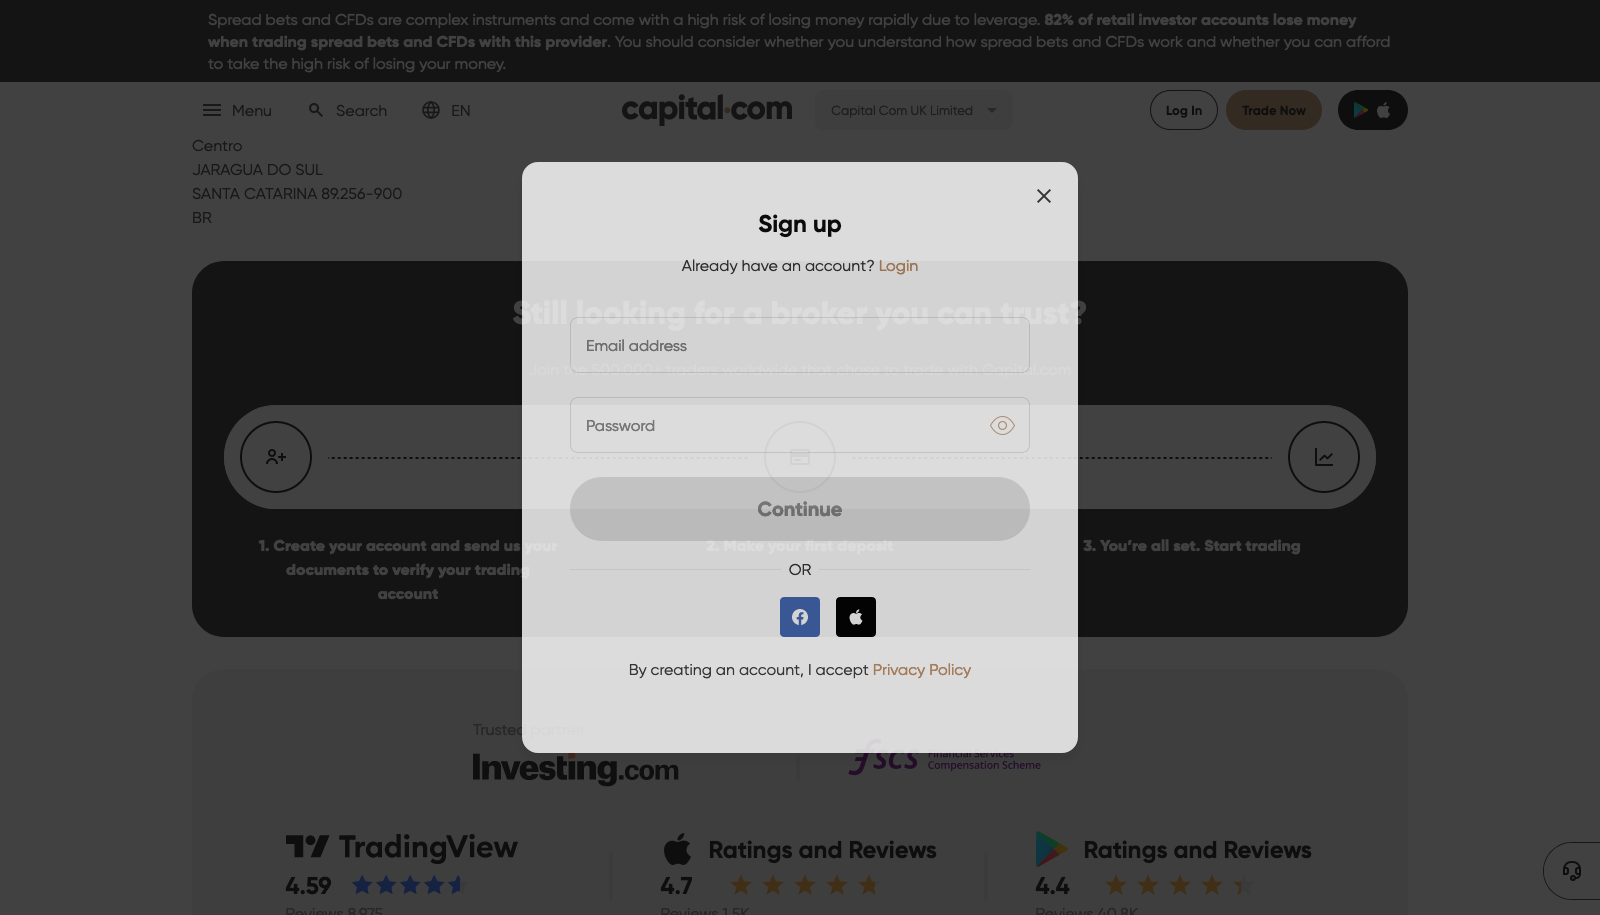 Spread bets and CFDs are complex instruments and come with a high risk of losing money rapidly due to leverage. 82% of retail investor accounts lose money
when trading spread bets and CFDs with this provider. You should consider whether you understand how spread bets and CFDs work and whether you can afford
to take the high risk of losing your money.
Menu Search EN capital.com Capital Com UK Limited Log In Trade Now
Centro
JARAGUA DO SUL
SANTA CATARINA 89.256-900
BR
Sign up
Already have an account? Login
Still looking for a broker you can trust?
Email address
Join the 500,000+ traders worldwide that chose to trade with Capital.com
Password
Continue
1. Create your account and send us your
documents to verify your trading
account
2. Make your first deposit
3. You’re all set. Start trading
OR
By creating an account, I accept Privacy Policy
Trusted partner
Investing.com
fscs Financial Services
Compensation Scheme
TradingView
4.59
Reviews 8,975
Ratings and Reviews
4.7
Reviews 1.5K
Ratings and Reviews
4.4
Reviews 40.8K